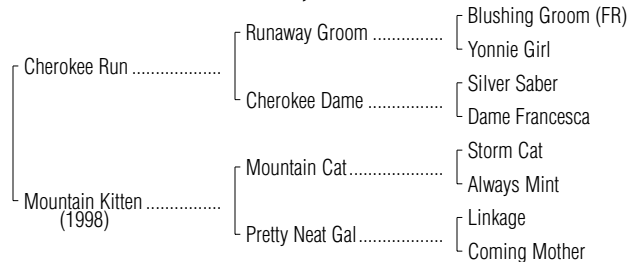 Blushing Groom (FR)
Runaway Groom ................
Yonnie Girl
Cherokee Run ...................
Silver Saber
Cherokee Dame ................
Dame Francesca
Storm Cat
Mountain Cat....................
Always Mint
Mountain Kitten ................
(1998)
Linkage
Pretty Neat Gal..................
Coming Mother